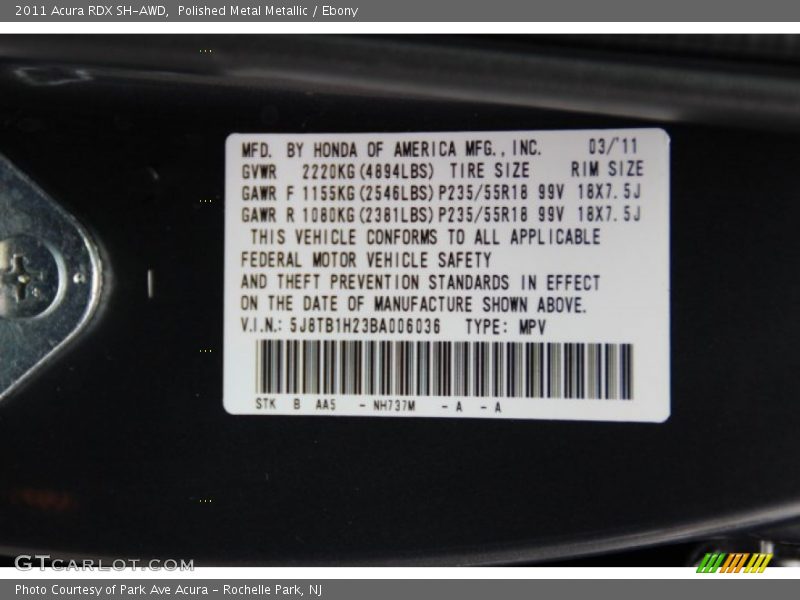 2011 Acura RDX SH-AWD, Polished Metal Metallic / Ebony
MFD. BY HONDA OF AMERICA MFG., INC. 03/'11
GVWR 2220KG(4894LBS) TIRE SIZE RIM SIZE
GAWR F 1155KG(2546LBS)P235/55R18 99V 18X7.5J
GAWR R 1080KG(2381LBS)P235/55R18 99V 18X7.5J
THIS VEHICLE CONFORMS TO ALL APPLICABLE
FEDERAL MOTOR VEHICLE SAFETY
AND THEFT PREVENTION STANDARDS IN EFFECT
ON THE DATE OF MANUFACTURE SHOWN ABOVE.
V.I.N.: 5J8TB1H23BA006036 TYPE: MPV
STK B AA5 - NH737M - A - A
GTCARLOT.COM
Photo Courtesy of Park Ave Acura - Rochelle Park, NJ